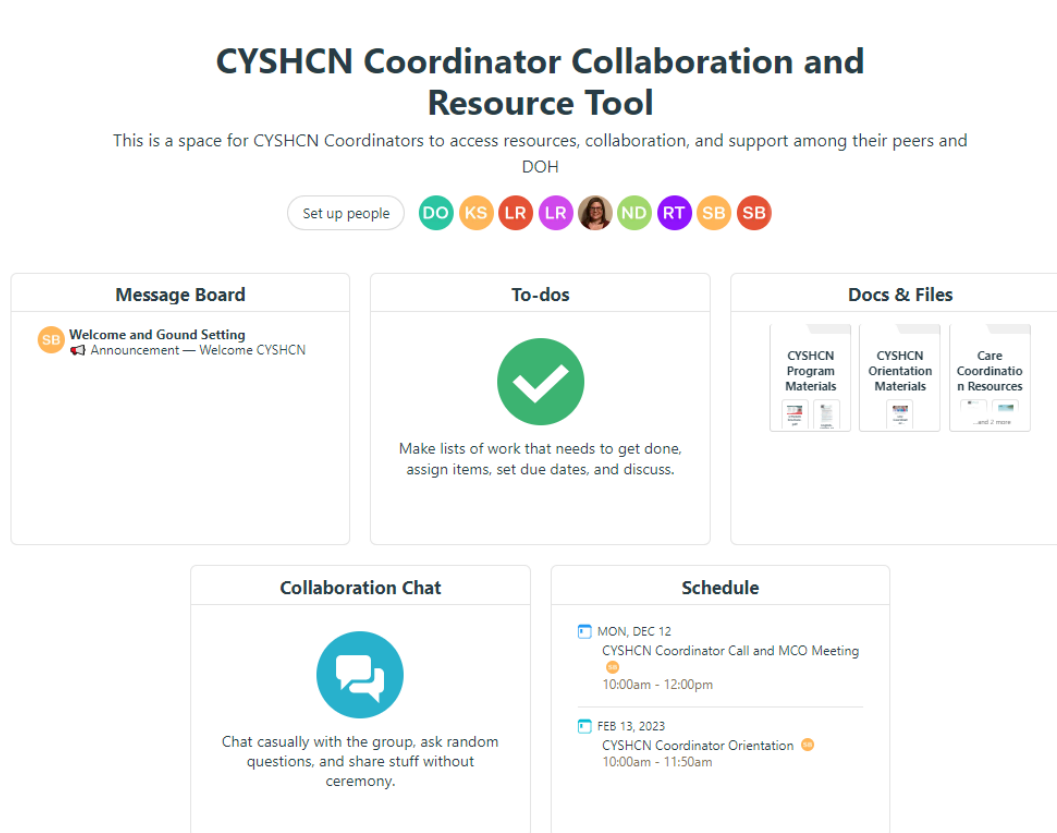 CYSHCN Coordinator Collaboration and
Resource Tool
This is a space for CYSHCN Coordinators to access resources, collaboration, and support among their peers and
DOH
Set up people
DO KS LR LR ND RT SB SB
Message Board
SB
Welcome and Gound Setting
Announcement — Welcome CYSHCN
To-dos
Make lists of work that needs to get done,
assign items, set due dates, and discuss.
Docs & Files
CYSHCN
Program
Materials
CYSHCN
Orientation
Materials
Care
Coordinatio
n Resources
...and 2 more
Collaboration Chat
Chat casually with the group, ask random
questions, and share stuff without
ceremony.
Schedule
MON, DEC 12
CYSHCN Coordinator Call and MCO Meeting
SB
10:00am - 12:00pm
FEB 13, 2023
CYSHCN Coordinator Orientation SB
10:00am - 11:50am